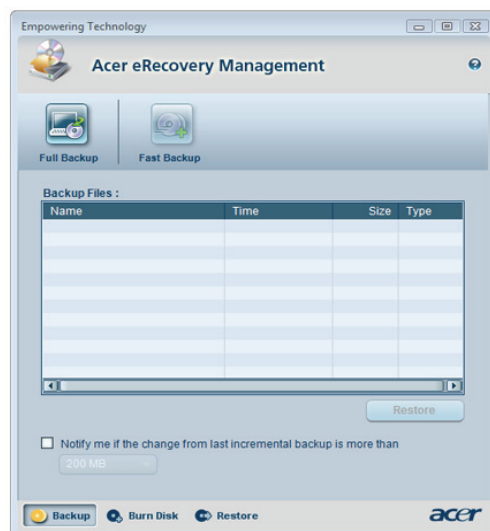 Empowering Technology
Acer eRecovery Management
Full Backup Fast Backup
Backup Files :
Name Time Size Type
Restore
Notify me if the change from last incremental backup is more than
200 MB
Backup Burn Disk Restore acer